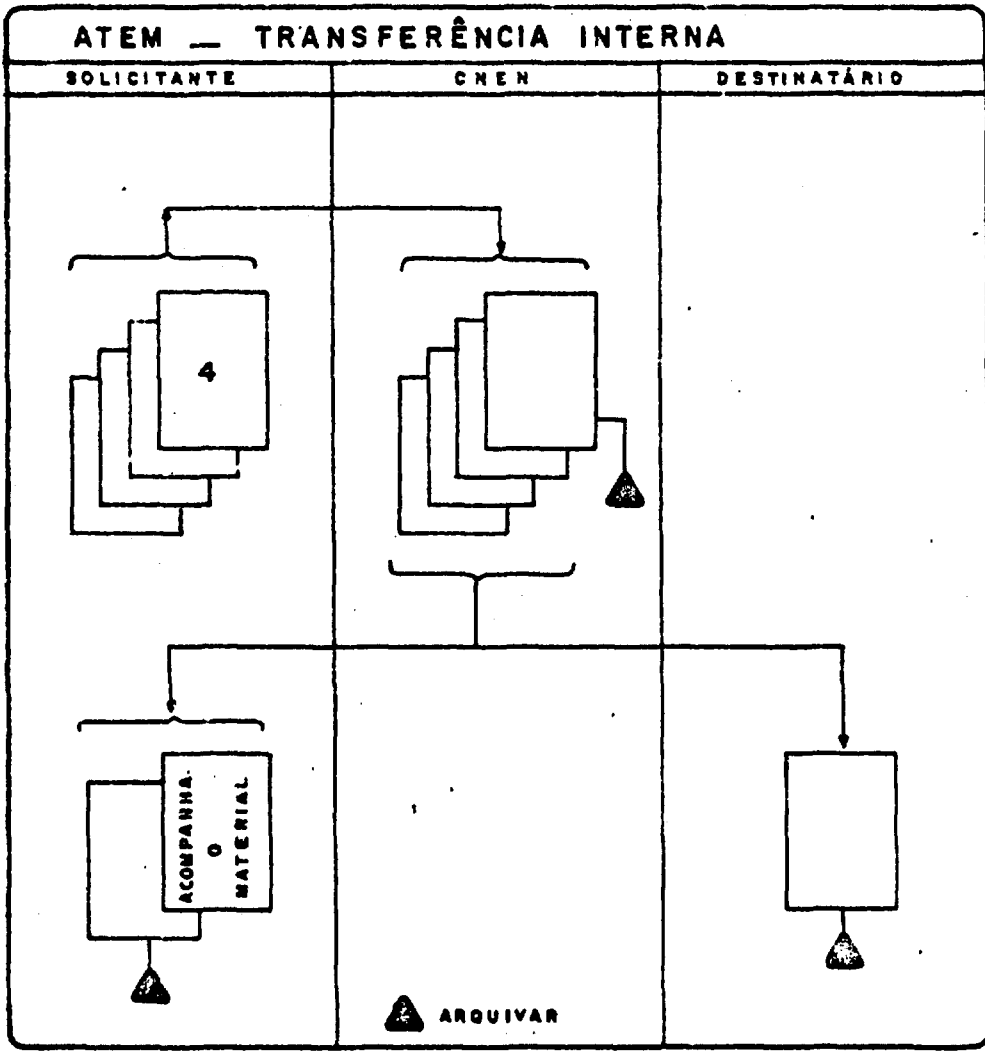 ATEM — TRANSFERÊNCIA INTERNA
SOLICITANTE
CNEN
DESTINATÁRIO
4
ACOMPANHA
O
MATERIAL
ARQUIVAR